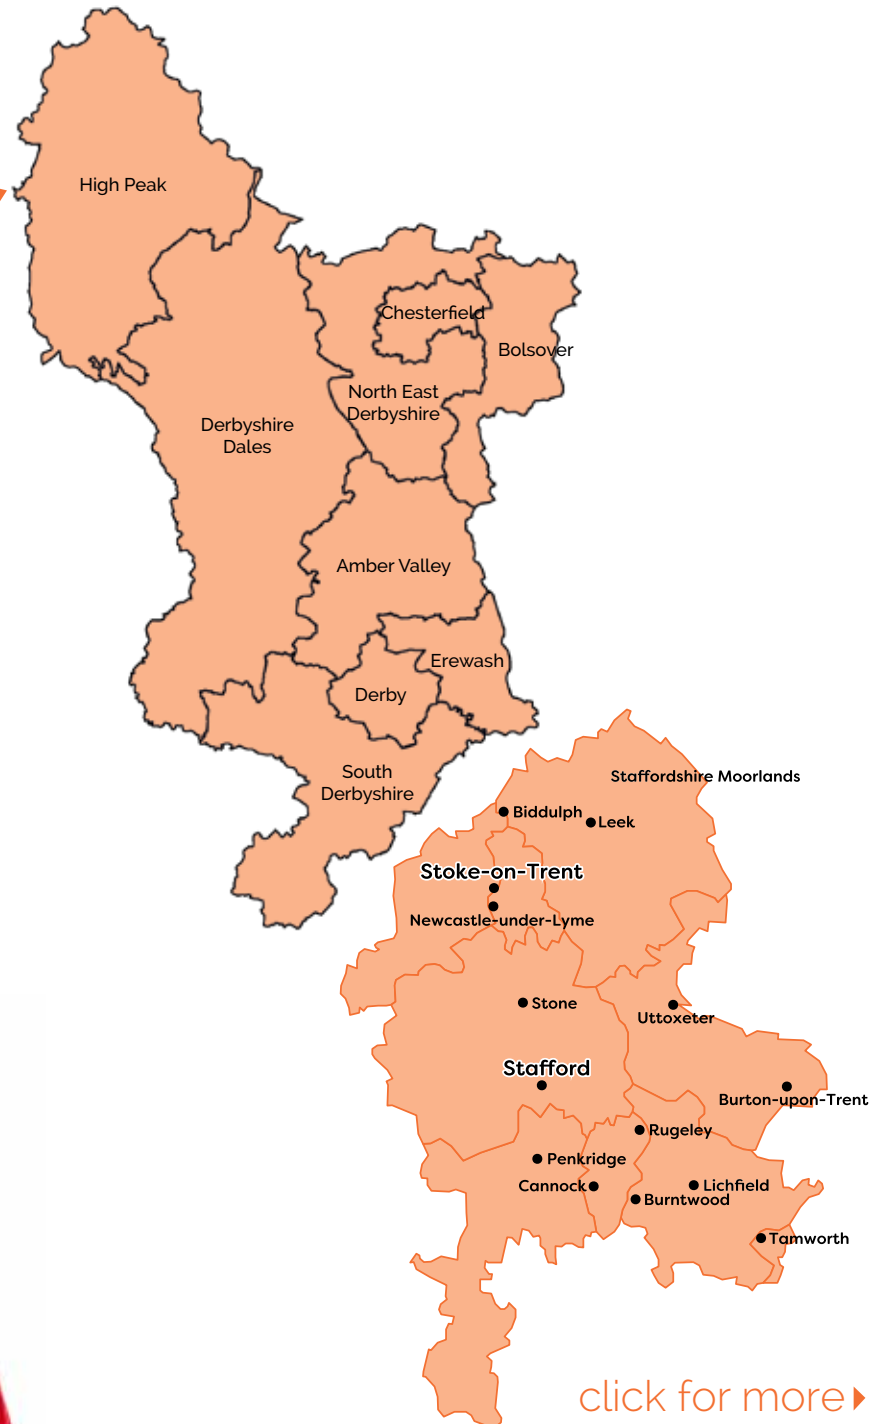 High Peak
Chesterfield
Bolsover
North East
Derbyshire
Derbyshire
Dales
Amber Valley
Erewash
Derby
South
Derbyshire
Staffordshire Moorlands
Biddulph
Leek
Stoke-on-Trent
Newcastle-under-Lyme
Stone
Uttoxeter
Stafford
Burton-upon-Trent
Rugeley
Penkridge
Cannock
Lichfield
Burntwood
Tamworth
click for more